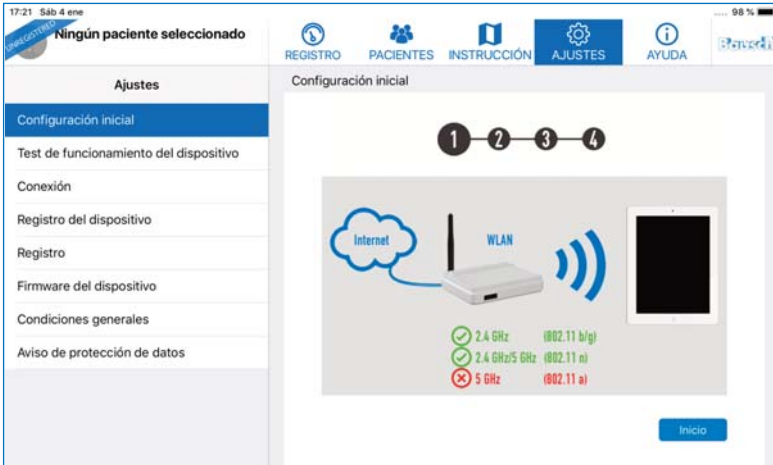 17:21 Sáb 4 ene
98 %
UNREGISTERED
Ningún paciente seleccionado
REGISTRO
PACIENTES
INSTRUCCIÓN
AJUSTES
AYUDA
Bausch
Ajustes
Configuración inicial
Configuración inicial
Test de funcionamiento del dispositivo
Conexión
Registro del dispositivo
Registro
Firmware del dispositivo
Condiciones generales
Aviso de protección de datos
1 2 3 4
Internet
WLAN
2.4 GHz (802.11 b/g)
2.4 GHz/5 GHz (802.11 n)
5 GHz (802.11 a)
Inicio